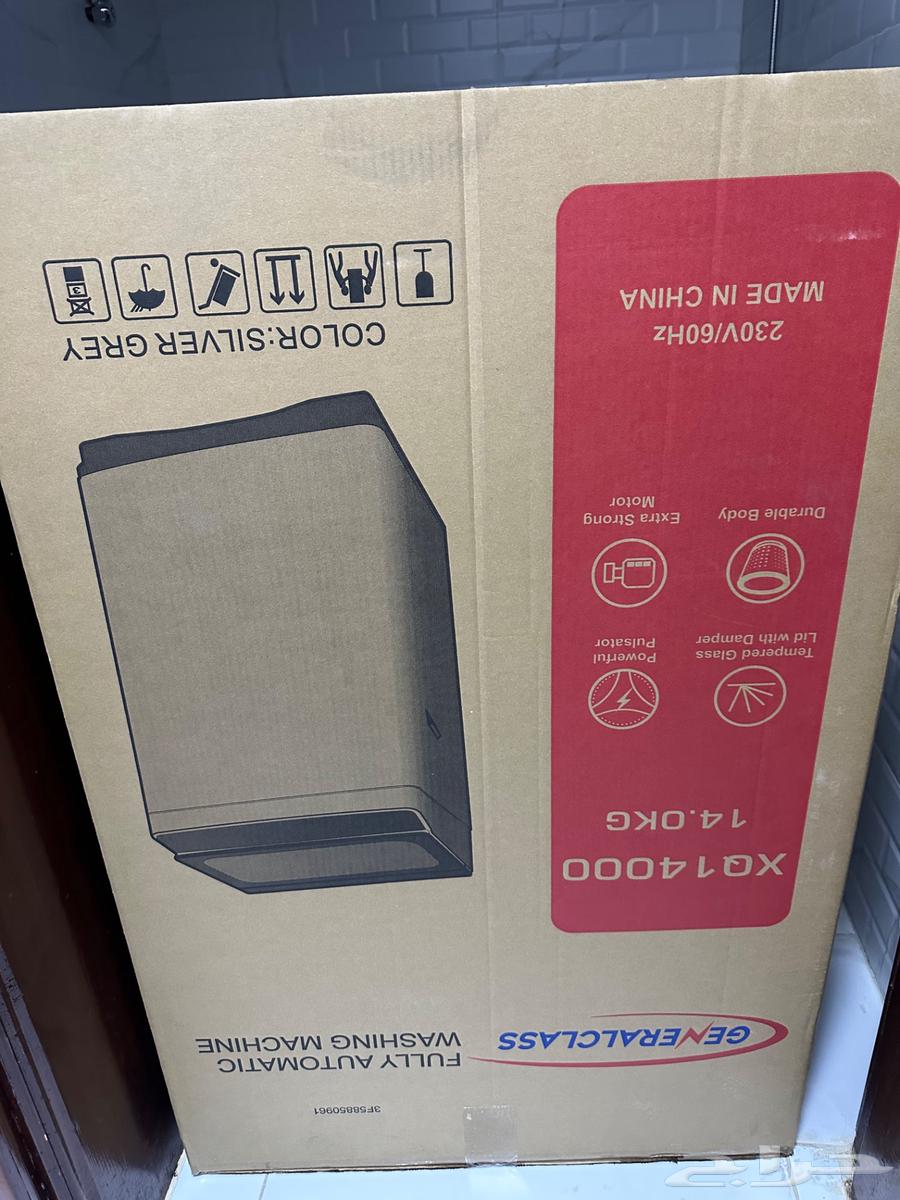 3F58850961
GENERALCLASS
FULLY AUTOMATIC
WASHING MACHINE
XQ14000
14.0KG
Tempered Glass
Lid with Damper
Powerful
Pulsator
Durable Body
Extra Strong
Motor
230V/60Hz
MADE IN CHINA
COLOR:SILVER GREY
3
حراج